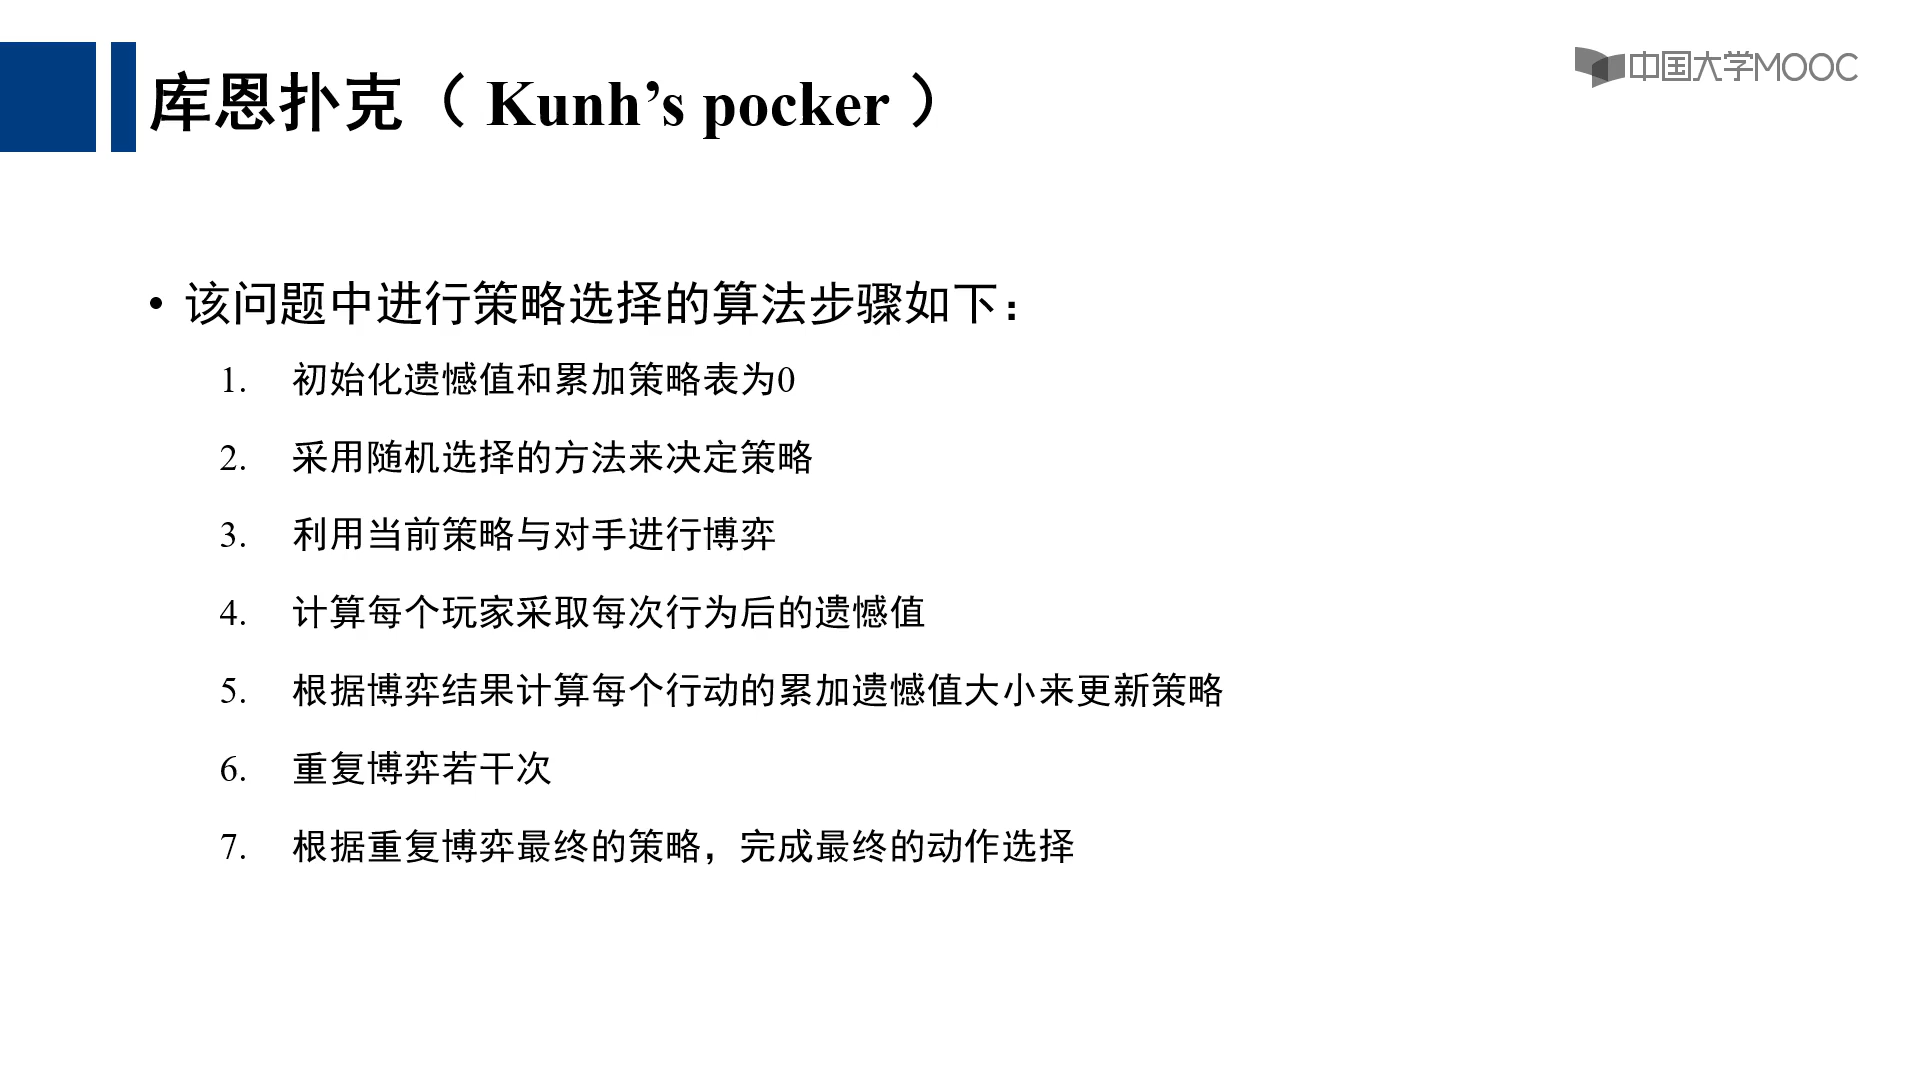 库恩扑克（ Kunh’s pocker ）
中国大学MOOC
• 该问题中进行策略选择的算法步骤如下：
1. 初始化遗憾值和累加策略表为0
2. 采用随机选择的方法来决定策略
3. 利用当前策略与对手进行博弈
4. 计算每个玩家采取每次行为后的遗憾值
5. 根据博弈结果计算每个行动的累加遗憾值大小来更新策略
6. 重复博弈若干次
7. 根据重复博弈最终的策略，完成最终的动作选择